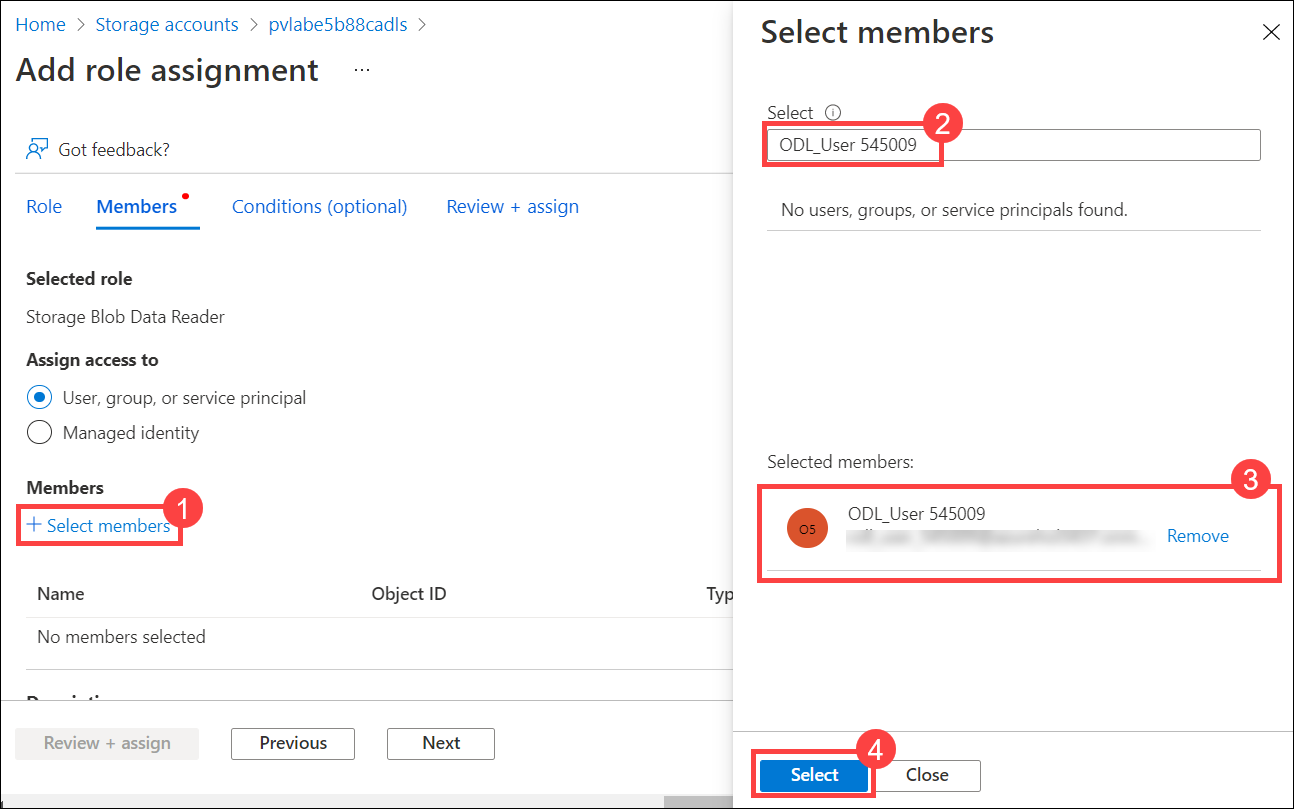 Home > Storage accounts > pvlabe5b88cadls >
Add role assignment ...
Got feedback?
Role Members Conditions (optional) Review + assign
Selected role
Storage Blob Data Reader
Assign access to
User, group, or service principal
Managed identity
Members
1
+ Select members
Name Object ID Typ
No members selected
Review + assign Previous Next
Select members
Select
2
ODL_User 545009
No users, groups, or service principals found.
Selected members:
3
O5
ODL_User 545009
Remove
4
Select Close